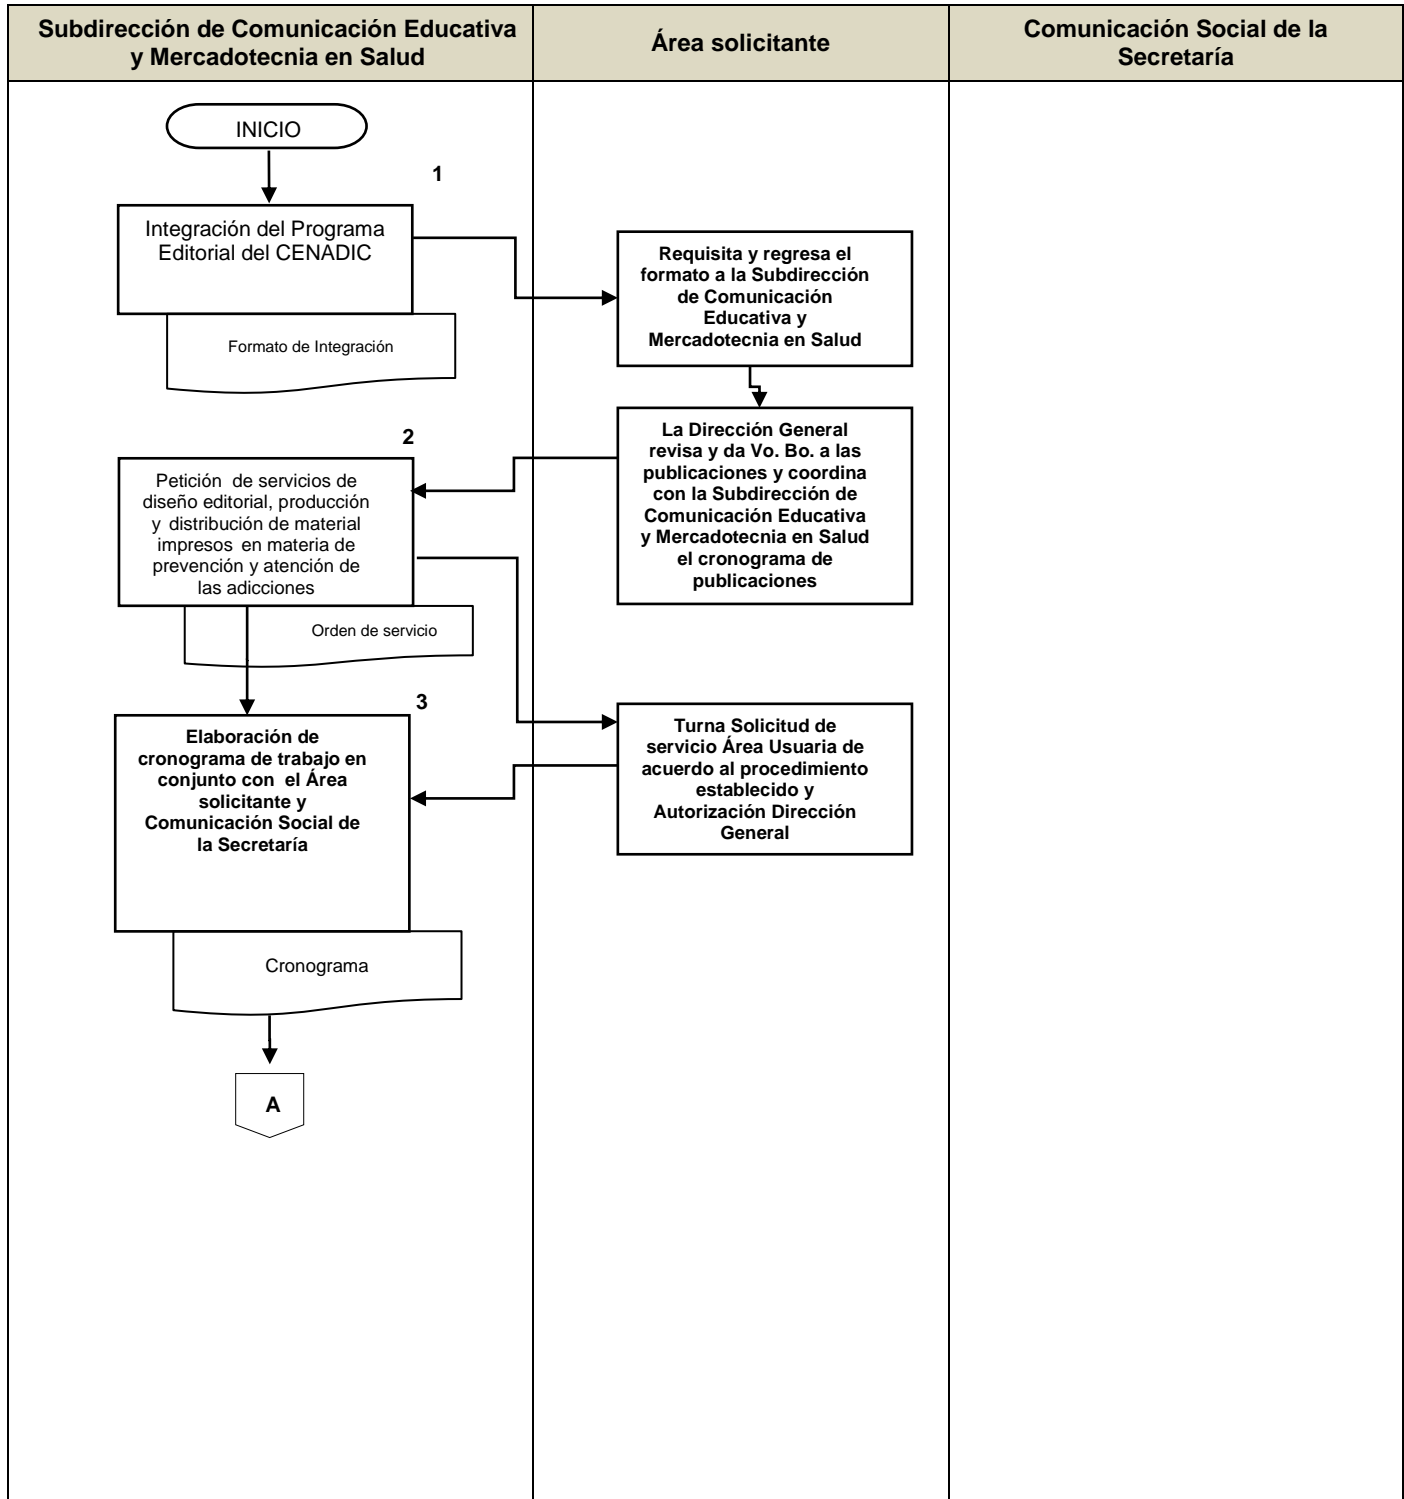 Subdirección de Comunicación Educativa
y Mercadotecnia en Salud
Área solicitante
Comunicación Social de la
Secretaría
INICIO
1
Integración del Programa
Editorial del CENADIC
Formato de Integración
Requisita y regresa el
formato a la Subdirección
de Comunicación
Educativa y
Mercadotecnia en Salud
La Dirección General
revisa y da Vo. Bo. a las
publicaciones y coordina
con la Subdirección de
Comunicación Educativa
y Mercadotecnia en Salud
el cronograma de
publicaciones
2
Petición de servicios de
diseño editorial, producción
y distribución de material
impresos en materia de
prevención y atención de
las adicciones
Orden de servicio
Turna Solicitud de
servicio Área Usuaria de
acuerdo al procedimiento
establecido y
Autorización Dirección
General
3
Elaboración de
cronograma de trabajo en
conjunto con el Área
solicitante y
Comunicación Social de
la Secretaría
Cronograma
A